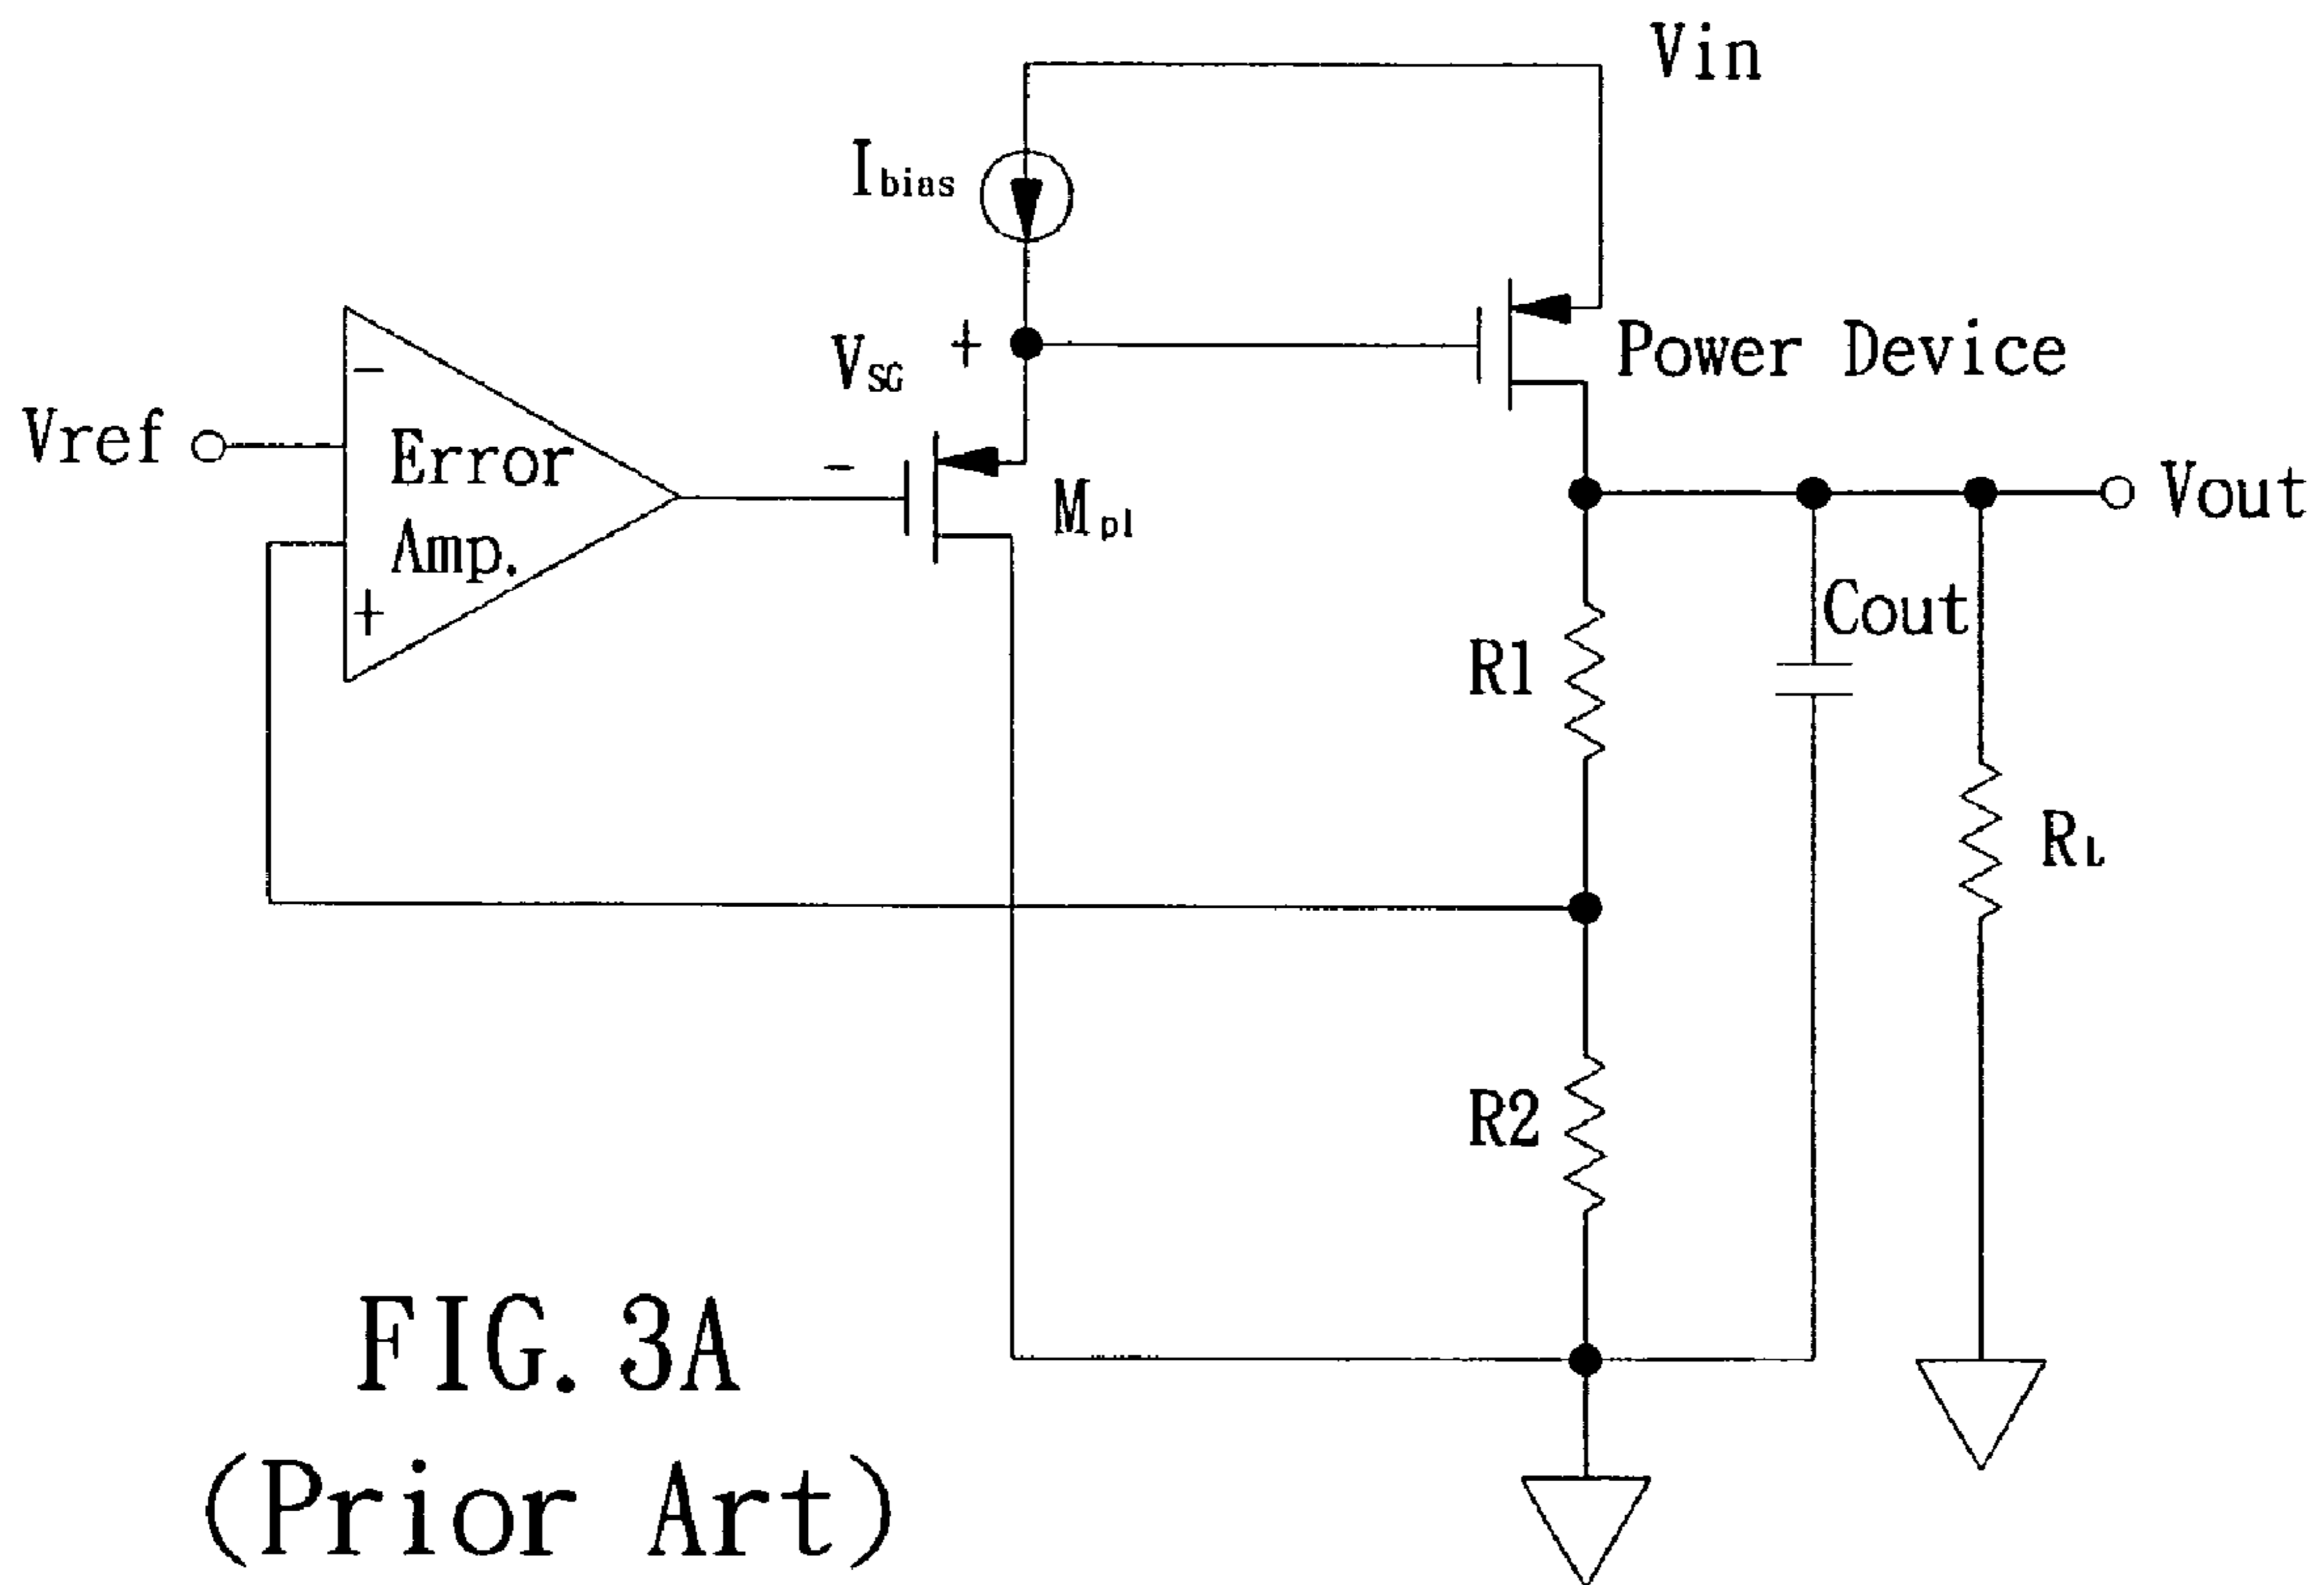 Vin
Ibias
VSG
+
-
Power Device
Vref
-
Error
Amp.
+
Mp1
Vout
Cout
R1
RL
R2
FIG. 3A
(Prior Art)